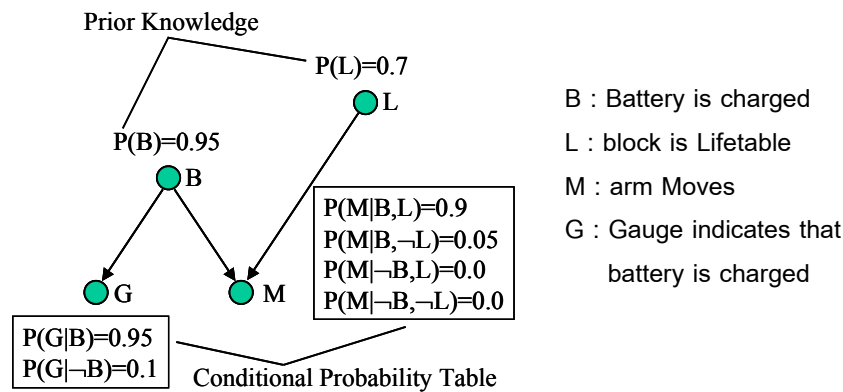 Prior Knowledge
P(L)=0.7
L
P(B)=0.95
B
P(M|B,L)=0.9
P(M|B,¬L)=0.05
P(M|¬B,L)=0.0
P(M|¬B,¬L)=0.0
G
M
P(G|B)=0.95
P(G|¬B)=0.1
Conditional Probability Table
B : Battery is charged
L : block is Lifetable
M : arm Moves
G : Gauge indicates that
battery is charged